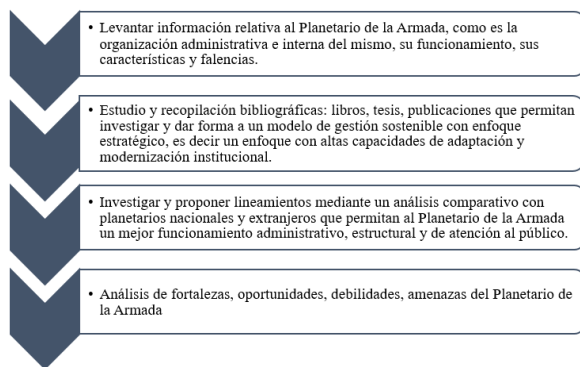 • Levantar información relativa al Planetario de la Armada, como es la
organización administrativa e interna del mismo, su funcionamiento, sus
características y falencias.
• Estudio y recopilación bibliográficas: libros, tesis, publicaciones que permitan
investigar y dar forma a un modelo de gestión sostenible con enfoque
estratégico, es decir un enfoque con altas capacidades de adaptación y
modernización institucional.
• Investigar y proponer lineamientos mediante un análisis comparativo con
planetarios nacionales y extranjeros que permitan al Planetario de la Armada
un mejor funcionamiento administrativo, estructural y de atención al público.
• Análisis de fortalezas, oportunidades, debilidades, amenazas del Planetario de
la Armada